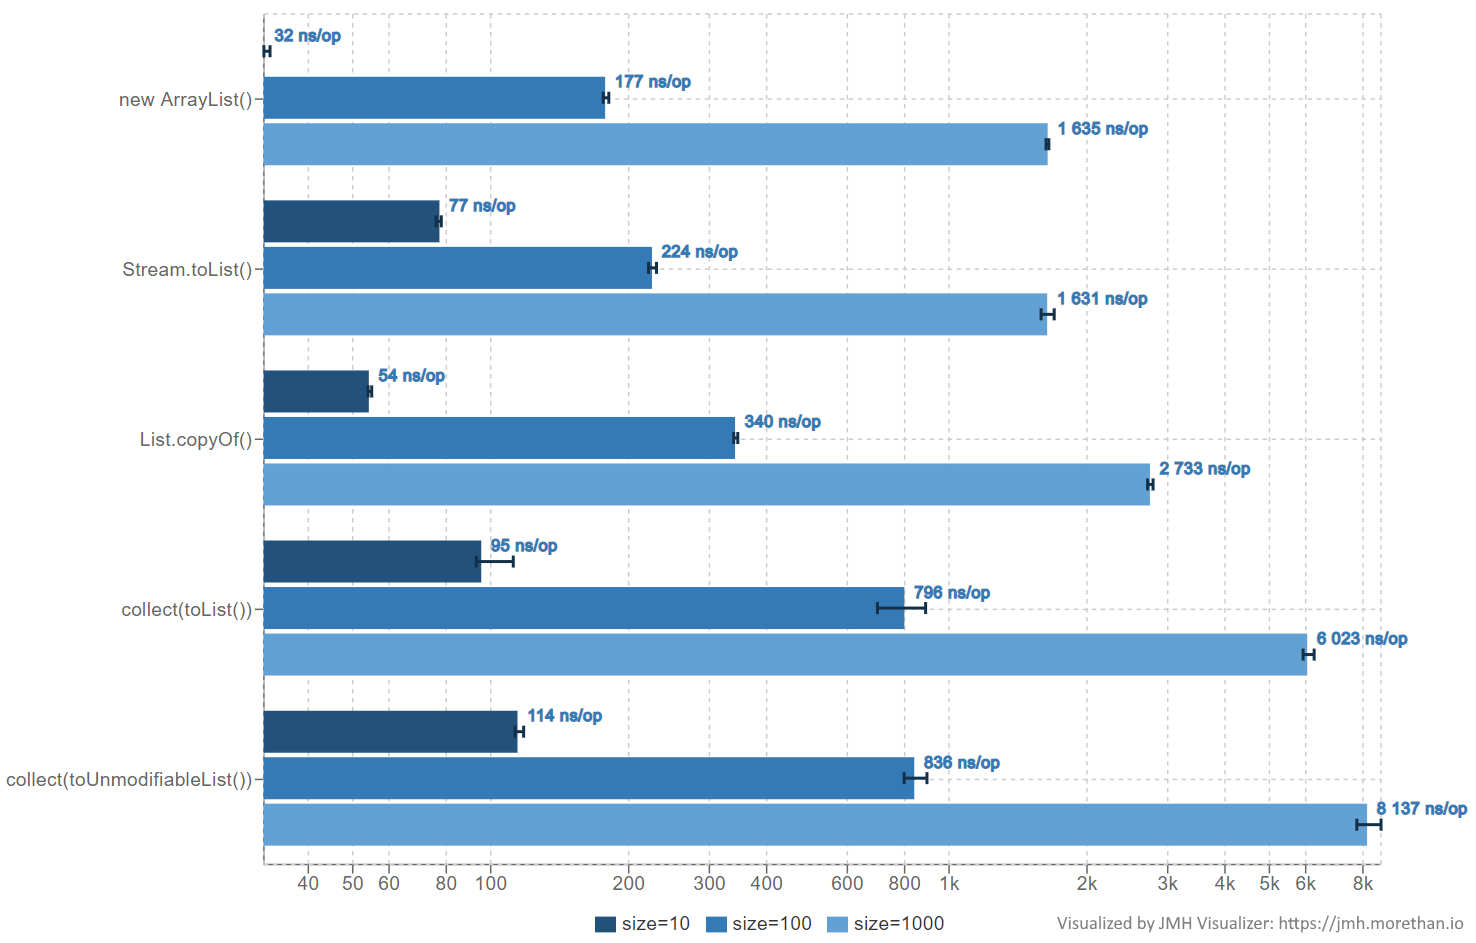 32 ns/op
177 ns/op
new ArrayList()
1 635 ns/op
77 ns/op
224 ns/op
Stream.toList()
1 631 ns/op
54 ns/op
340 ns/op
List.copyOf()
2 733 ns/op
95 ns/op
796 ns/op
collect(toList())
6 023 ns/op
114 ns/op
836 ns/op
collect(toUnmodifiableList())
8 137 ns/op
40 50 60 80 100 200 300 400 600 800 1k 2k 3k 4k 5k 6k 8k
size=10 size=100 size=1000
Visualized by JMH Visualizer: https://jmh.morethan.io